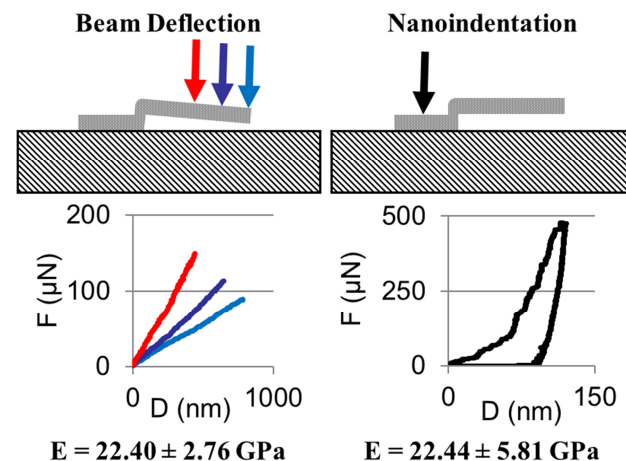 Beam Deflection
Nanoindentation
200
100
0
F (µN)
0
1000
D (nm)
E = 22.40 ± 2.76 GPa
500
250
0
F (µN)
0
150
D (nm)
E = 22.44 ± 5.81 GPa